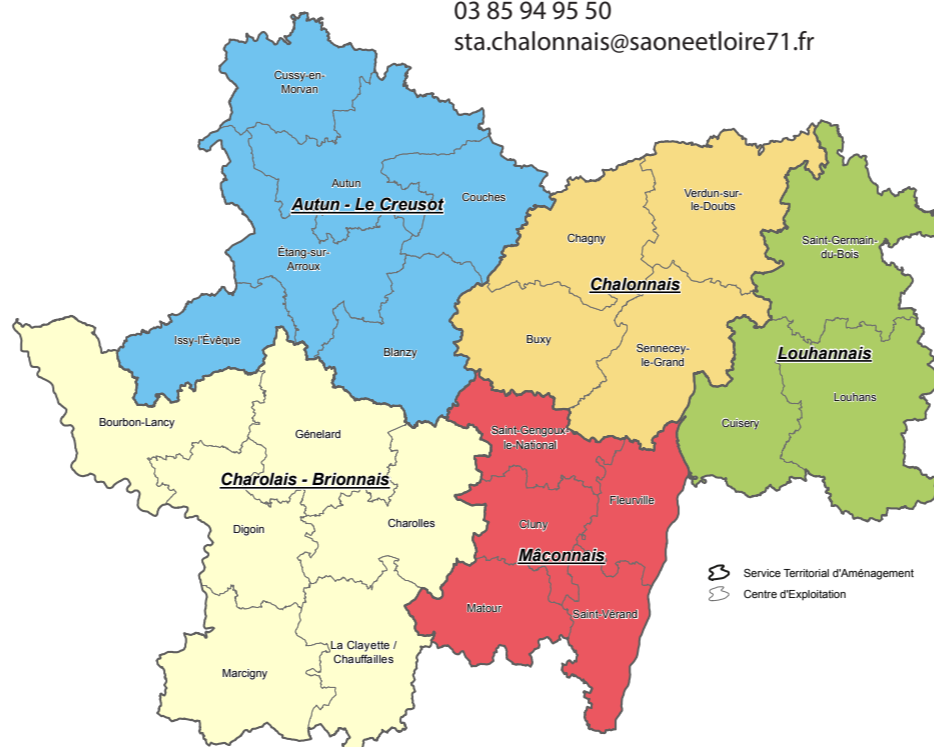 03 85 94 95 50
sta.chalonnais@saoneetloire71.fr
Cussy-en-
Morvan
Autun
Autun - Le Creusot
Couches
Étang-sur-
Arroux
Issy-l'Évêque
Blanzy
Verdun-sur-
le-Doubs
Chagny
Chalonnais
Buxy
Sennecey-
le-Grand
Saint-Germain-
du-Bois
Louhannais
Louhans
Cuisery
Bourbon-Lancy
Génelard
Charolais - Brionnais
Digoin
Charolles
Marcigny
La Clayette /
Chauffailles
Saint-Gengoux-
le-National
Fleurville
Cluny
Mâconnais
Matour
Saint-Vérand
Service Territorial d'Aménagement
Centre d'Exploitation